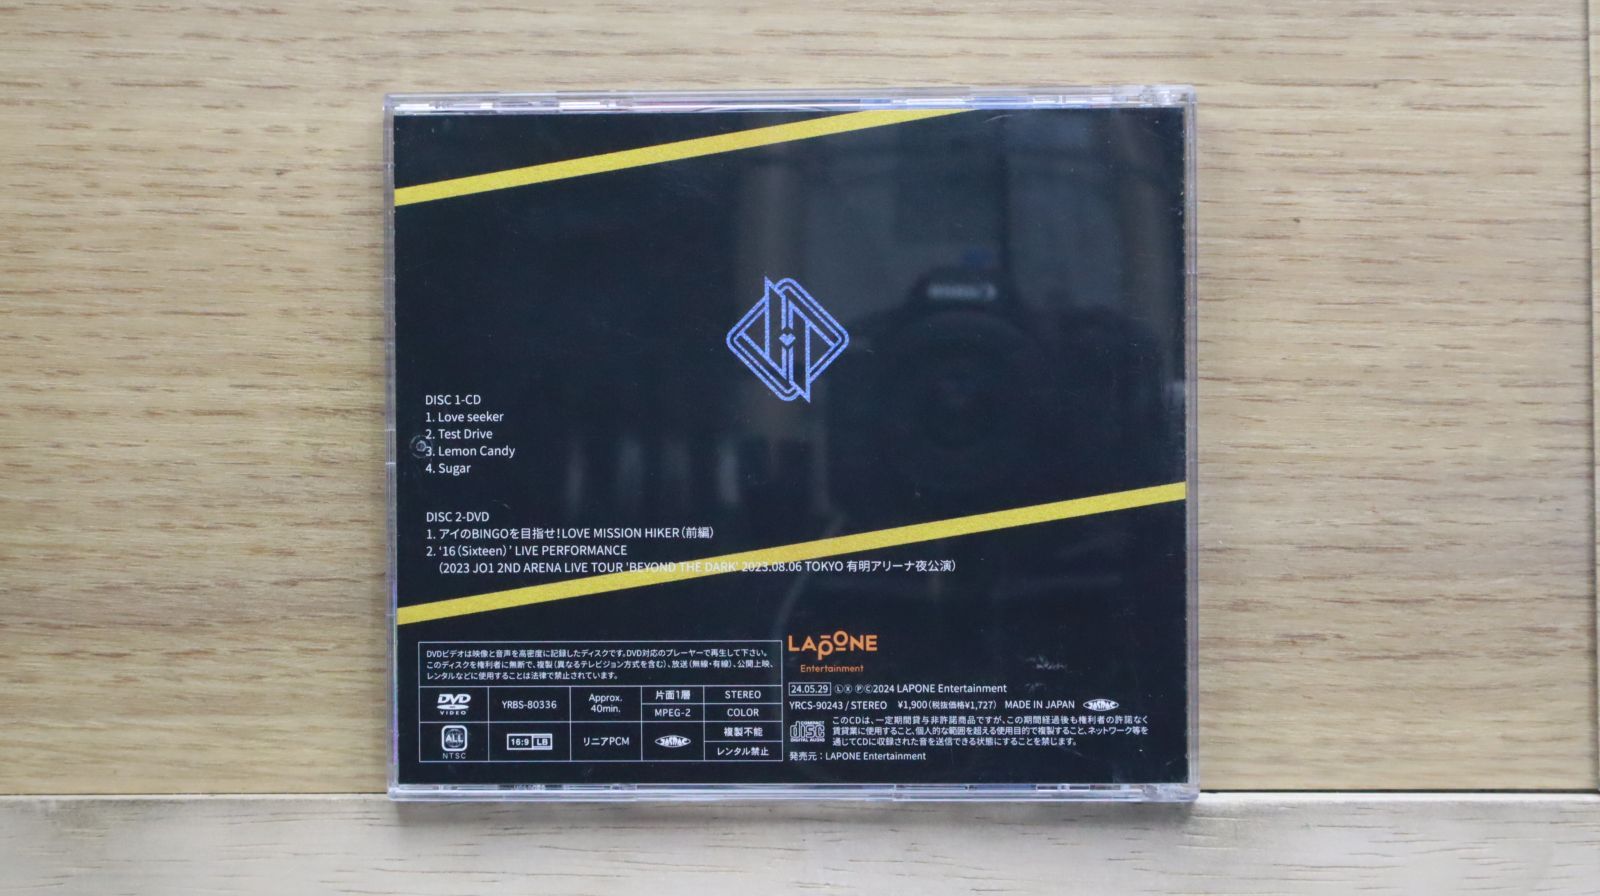 DISC 1-CD
1. Love seeker
2. Test Drive
3. Lemon Candy
4. Sugar
DISC 2-DVD
1. アイのBINGOを目指せ！LOVE MISSION HIKER（前編）
2. ‘16（Sixteen）’ LIVE PERFORMANCE
（2023 JO1 2ND ARENA LIVE TOUR ‘BEYOND THE DARK’ 2023.08.06 TOKYO 有明アリーナ夜公演）
DVDビデオは映像と音声を高密度に記録したディスクです。DVD対応のプレーヤーで再生して下さい。
このディスクを権利者に無断で、複製（異なるテレビジョン方式を含む）、放送（無線・有線）、公開上映、
レンタルなどに使用することは法律で禁止されています。
DVD VIDEO
YRBS-80336
Approx. 40min.
片面1層
STEREO
MPEG-2
COLOR
ALL NTSC
16:9 LB
リニアPCM
JASRAC
複製不能
レンタル禁止
LAPONE
Entertainment
24.05.29 Ⓛ Ⓧ Ⓟ©2024 LAPONE Entertainment
YRCS-90243 / STEREO ¥1,900（税抜価格¥1,727） MADE IN JAPAN JASRAC
COMPACT disc DIGITAL AUDIO
このCDは、一定期間貸与非許諾商品ですが、この期間経過後も権利者の許諾なく
賃貸業に使用すること、個人的な範囲を超える使用目的で複製すること、ネットワーク等を
通じてCDに収録された音を送信できる状態にすることを禁じます。
発売元：LAPONE Entertainment